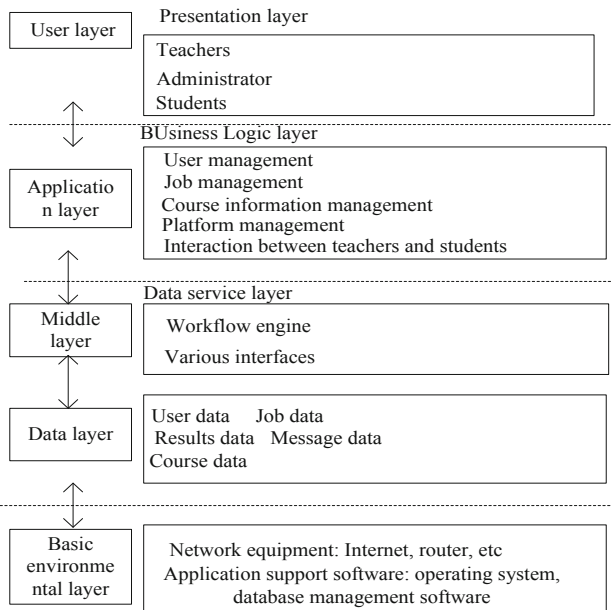 User layer
Presentation layer
Teachers
Administrator
Students
BUsiness Logic layer
Applicatio
n layer
User management
Job management
Course information management
Platform management
Interaction between teachers and students
Data service layer
Middle
layer
Workflow engine
Various interfaces
Data layer
User data Job data
Results data Message data
Course data
Basic
environme
ntal layer
Network equipment: Internet, router, etc
Application support software: operating system,
database management software